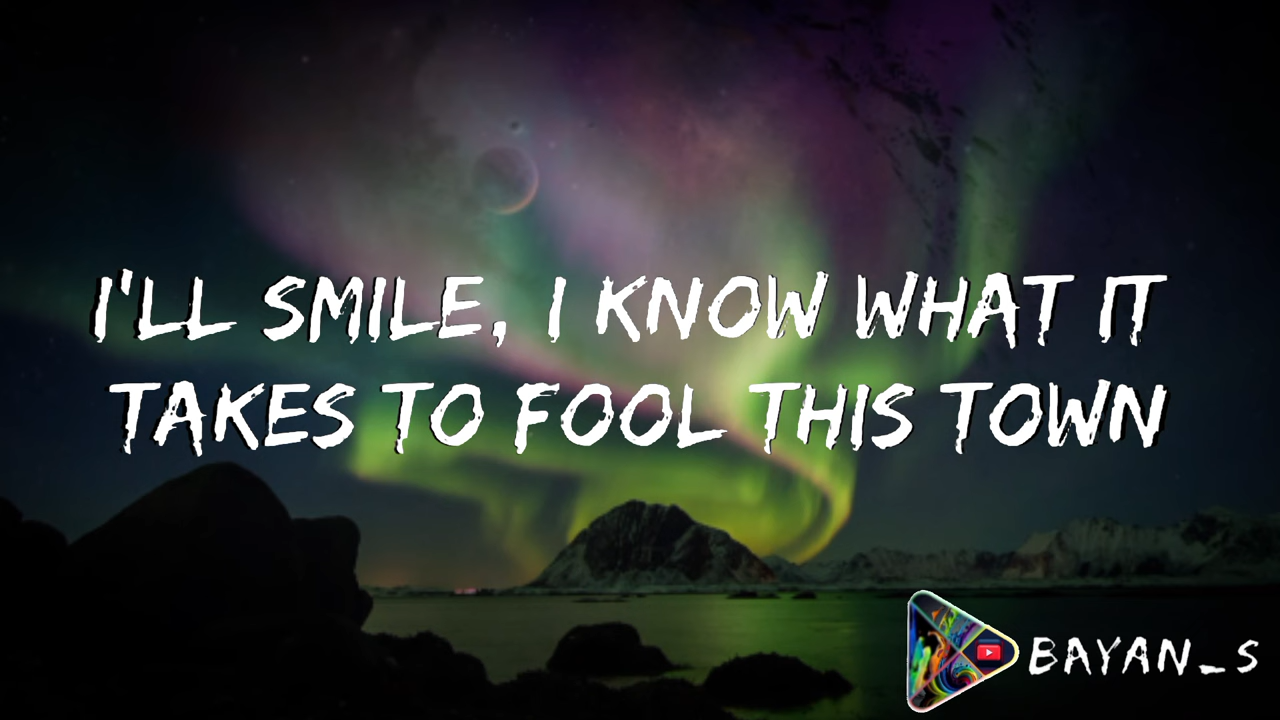 I'LL SMILE, I KNOW WHAT IT
TAKES TO FOOL THIS TOWN
BAYAN_S